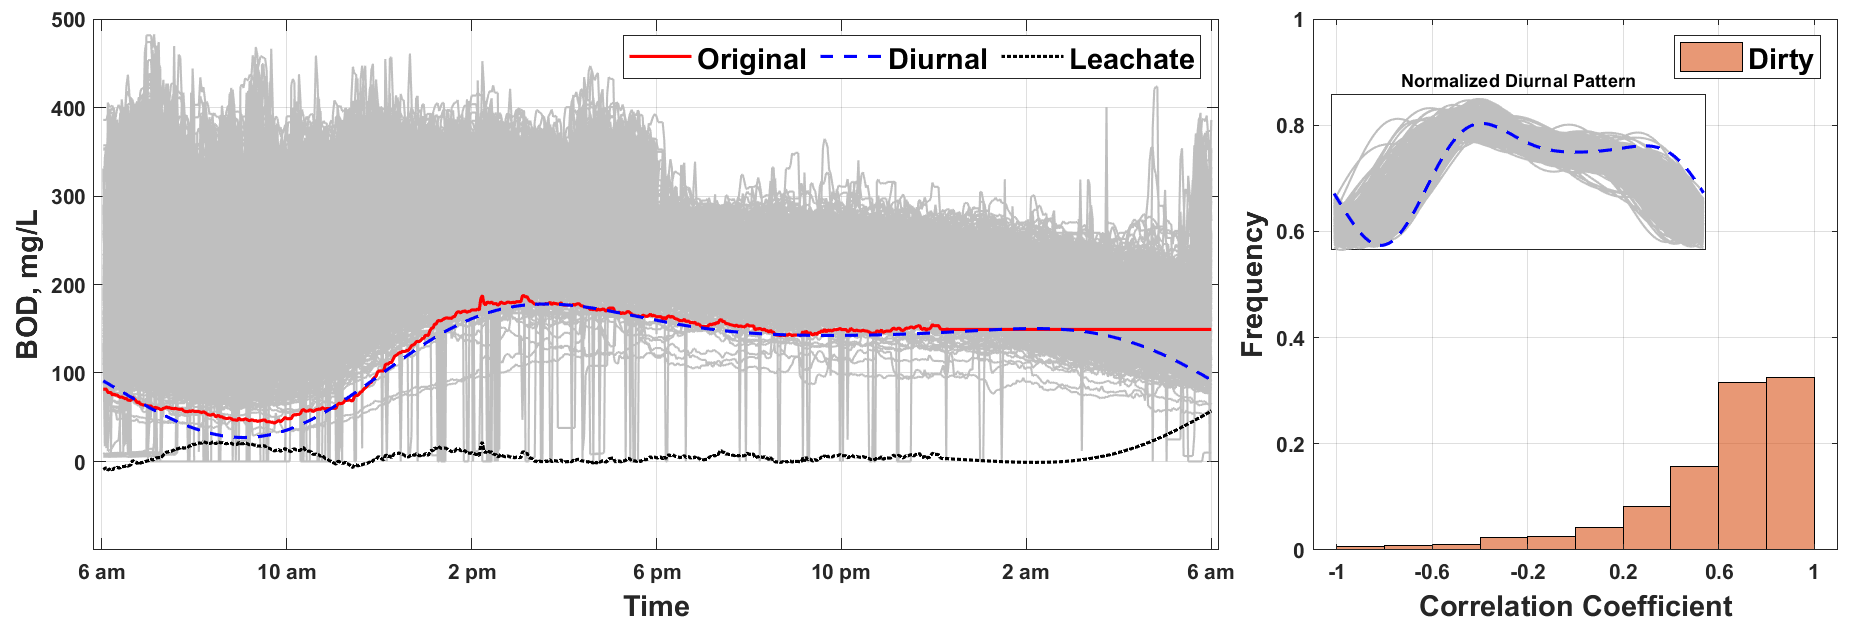 500
400
300
200
100
0
BOD, mg/L
Original Diurnal Leachate
6 am 10 am 2 pm 6 pm 10 pm 2 am 6 am
Time
1
0.8
0.6
0.4
0.2
0
Frequency
Dirty
Normalized Diurnal Pattern
-1 -0.6 -0.2 0.2 0.6 1
Correlation Coefficient